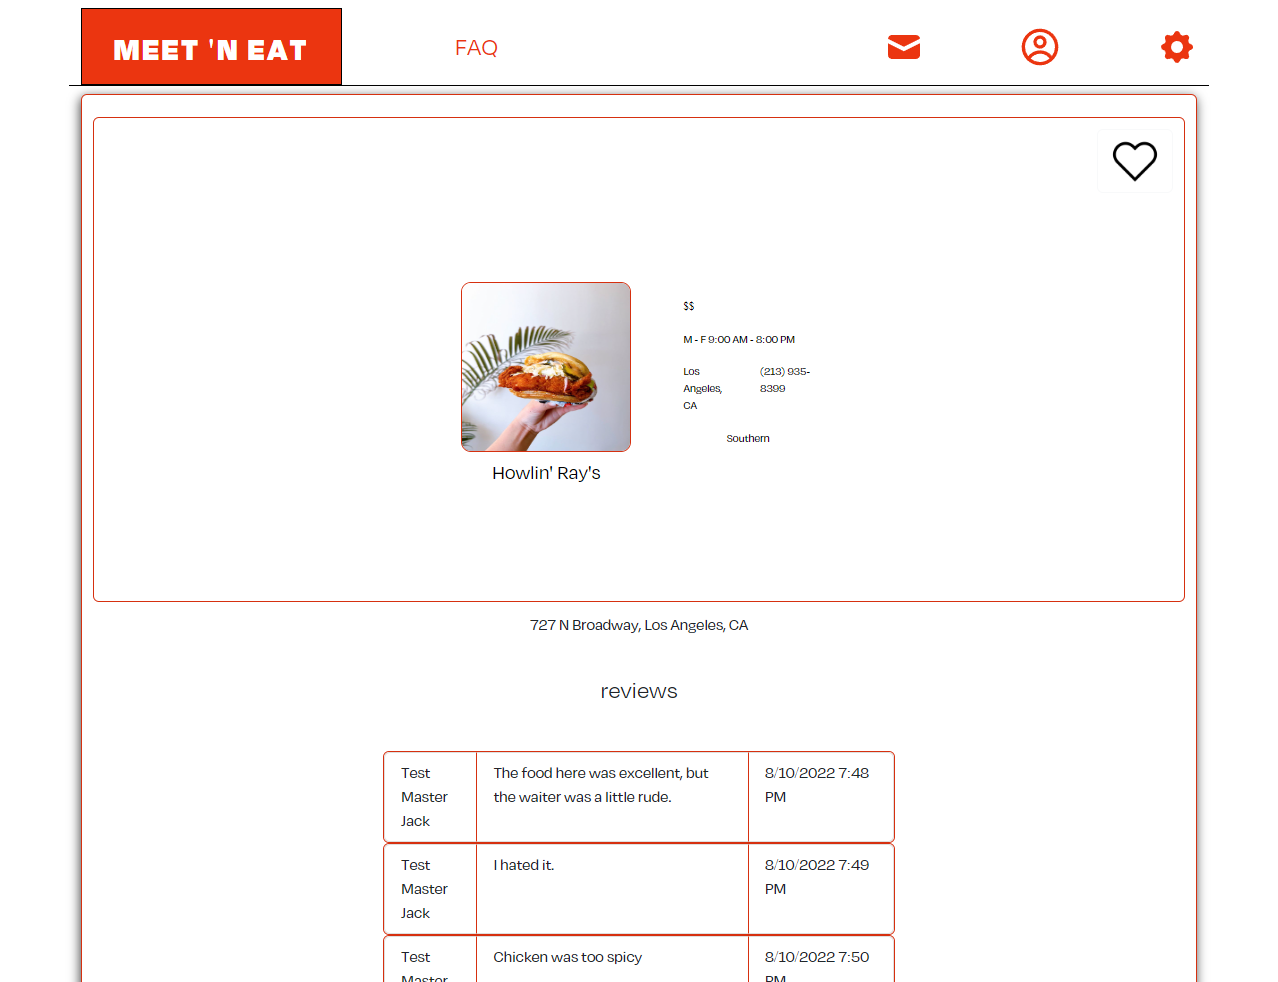 MEET 'N EAT
FAQ
$$
M - F 9:00 AM - 8:00 PM
Los
Angeles,
CA
(213) 935-
8399
Southern
Howlin' Ray's
727 N Broadway, Los Angeles, CA
reviews
Test
Master
Jack
The food here was excellent, but
the waiter was a little rude.
8/10/2022 7:48
PM
Test
Master
Jack
I hated it.
8/10/2022 7:49
PM
Test
Master
Chicken was too spicy
8/10/2022 7:50
PM